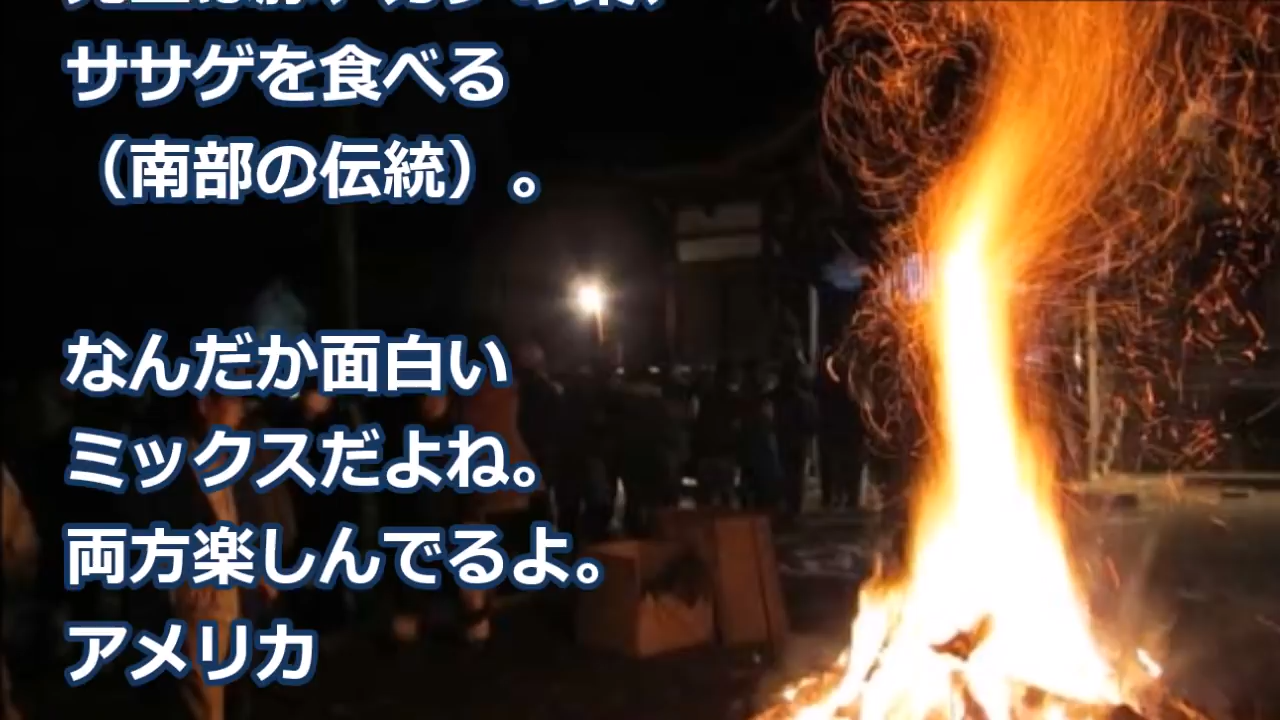 ササゲを食べる
（南部の伝統）。
なんだか面白い
ミックスだよね。
両方楽しんでるよ。
アメリカ